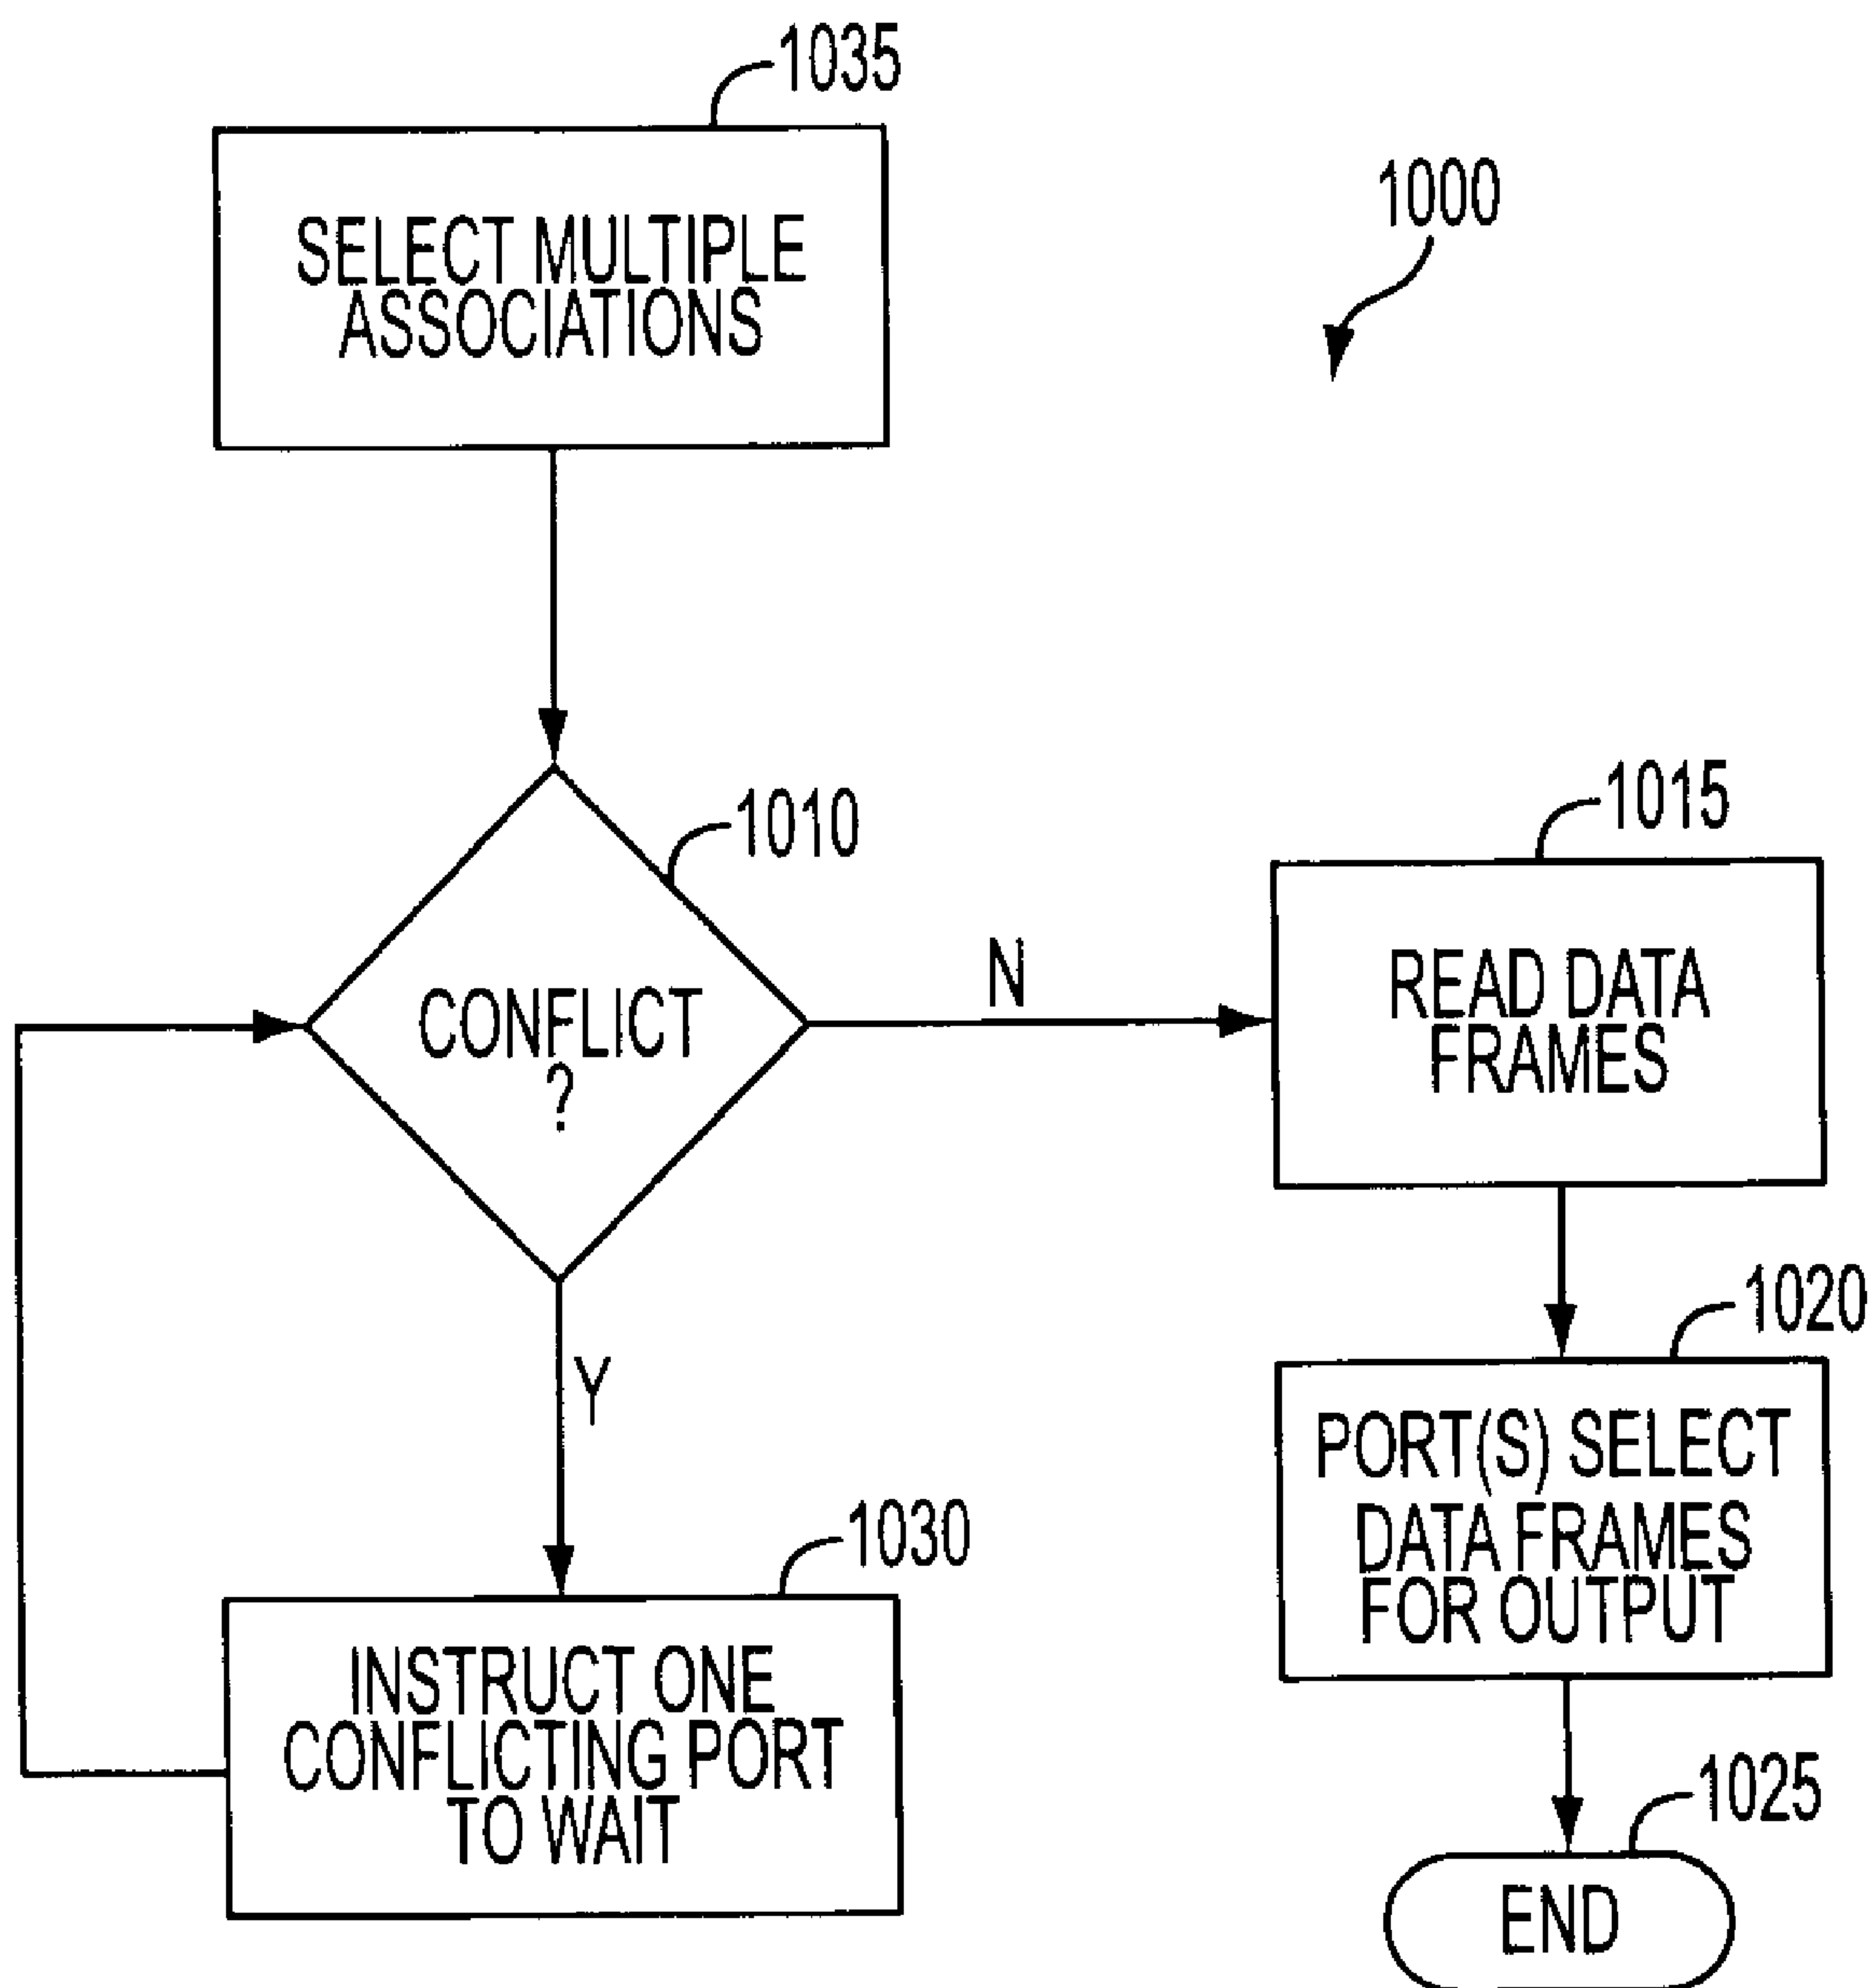 1035
SELECT MULTIPLE
ASSOCIATIONS
1000
1010
CONFLICT
?
N
1015
READ DATA
FRAMES
Y
1020
PORT(S) SELECT
DATA FRAMES
FOR OUTPUT
1030
INSTRUCT ONE
CONFLICTING PORT
TO WAIT
1025
END